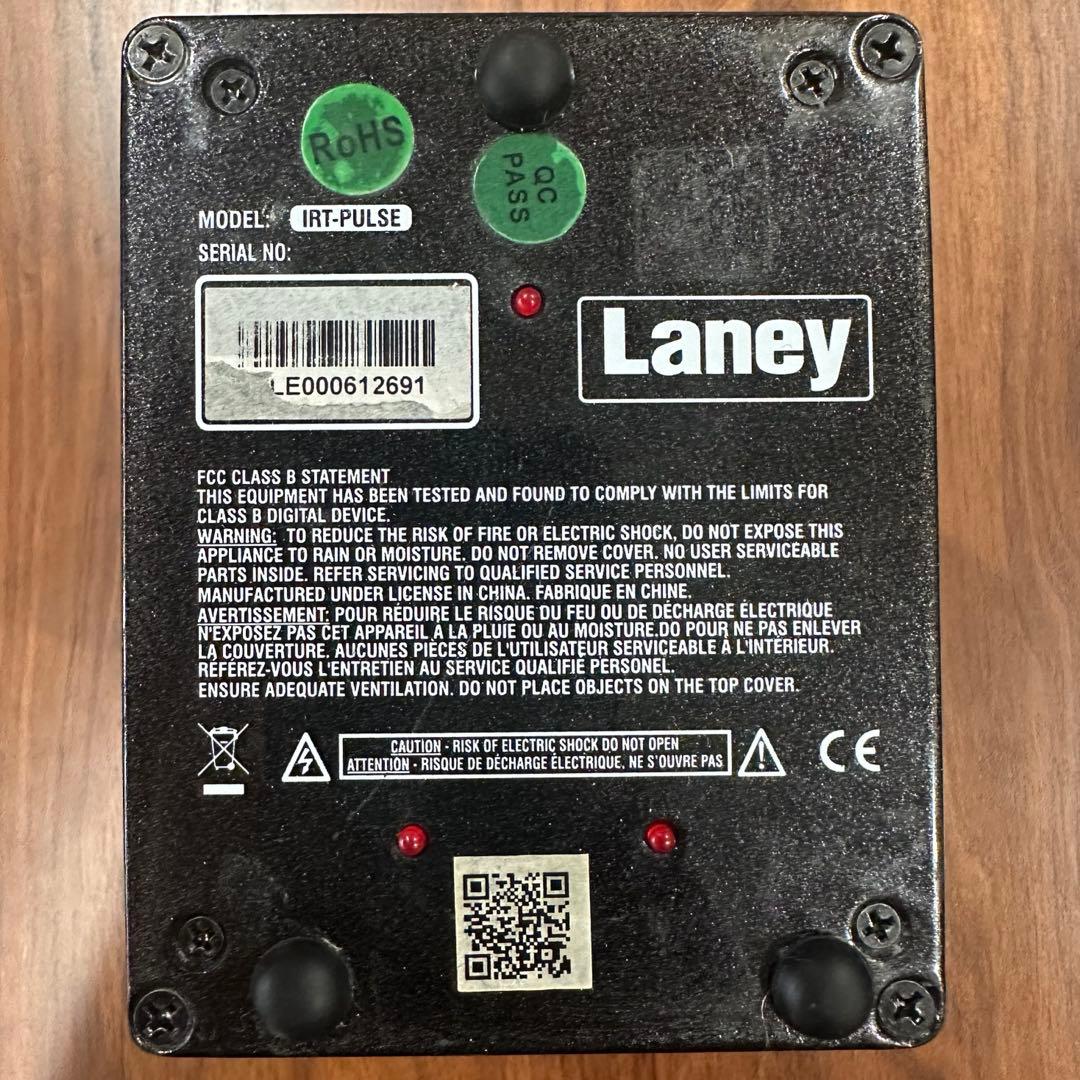 RoHS
QC
PASS
MODEL: IRT-PULSE
SERIAL NO:
LE000612691
Laney
FCC CLASS B STATEMENT
THIS EQUIPMENT HAS BEEN TESTED AND FOUND TO COMPLY WITH THE LIMITS FOR
CLASS B DIGITAL DEVICE.
WARNING: TO REDUCE THE RISK OF FIRE OR ELECTRIC SHOCK, DO NOT EXPOSE THIS
APPLIANCE TO RAIN OR MOISTURE. DO NOT REMOVE COVER. NO USER SERVICEABLE
PARTS INSIDE. REFER SERVICING TO QUALIFIED SERVICE PERSONNEL.
MANUFACTURED UNDER LICENSE IN CHINA. FABRIQUE EN CHINE.
AVERTISSEMENT: POUR RÉDUIRE LE RISQUE DU FEU OU DE DÉCHARGE ÉLECTRIQUE
N'EXPOSEZ PAS CET APPAREIL À LA PLUIE OU AU MOISTURE.DO POUR NE PAS ENLEVER
LA COUVERTURE. AUCUNES PIÈCES DE L'UTILISATEUR SERVICEABLE À L'INTÉRIEUR.
RÉFÉREZ-VOUS L'ENTRETIEN AU SERVICE QUALIFIÉ PERSONEL.
ENSURE ADEQUATE VENTILATION. DO NOT PLACE OBJECTS ON THE TOP COVER.
CAUTION - RISK OF ELECTRIC SHOCK DO NOT OPEN
ATTENTION - RISQUE DE DÉCHARGE ÉLECTRIQUE. NE S'OUVRE PAS
CE